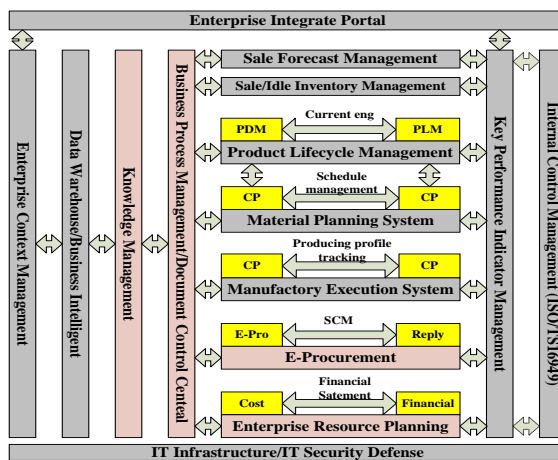 Enterprise Integrate Portal
Enterprise Context Management
Data Warehouse/Business Intelligent
Knowledge Management
Business Process Management/Document Control Centeal
Sale Forecast Management
Sale/Idle Inventory Management
Current eng
PDM
PLM
Product Lifecycle Management
Schedule
management
CP
CP
Material Planning System
Producing profile
tracking
CP
CP
Manufactory Execution System
SCM
E-Pro
Reply
E-Procurement
Financial
Satement
Cost
Financial
Enterprise Resource Planning
Key Performance Indicator Management
Internal Control Management (ISO/TS16949)
IT Infrastructure/IT Security Defense